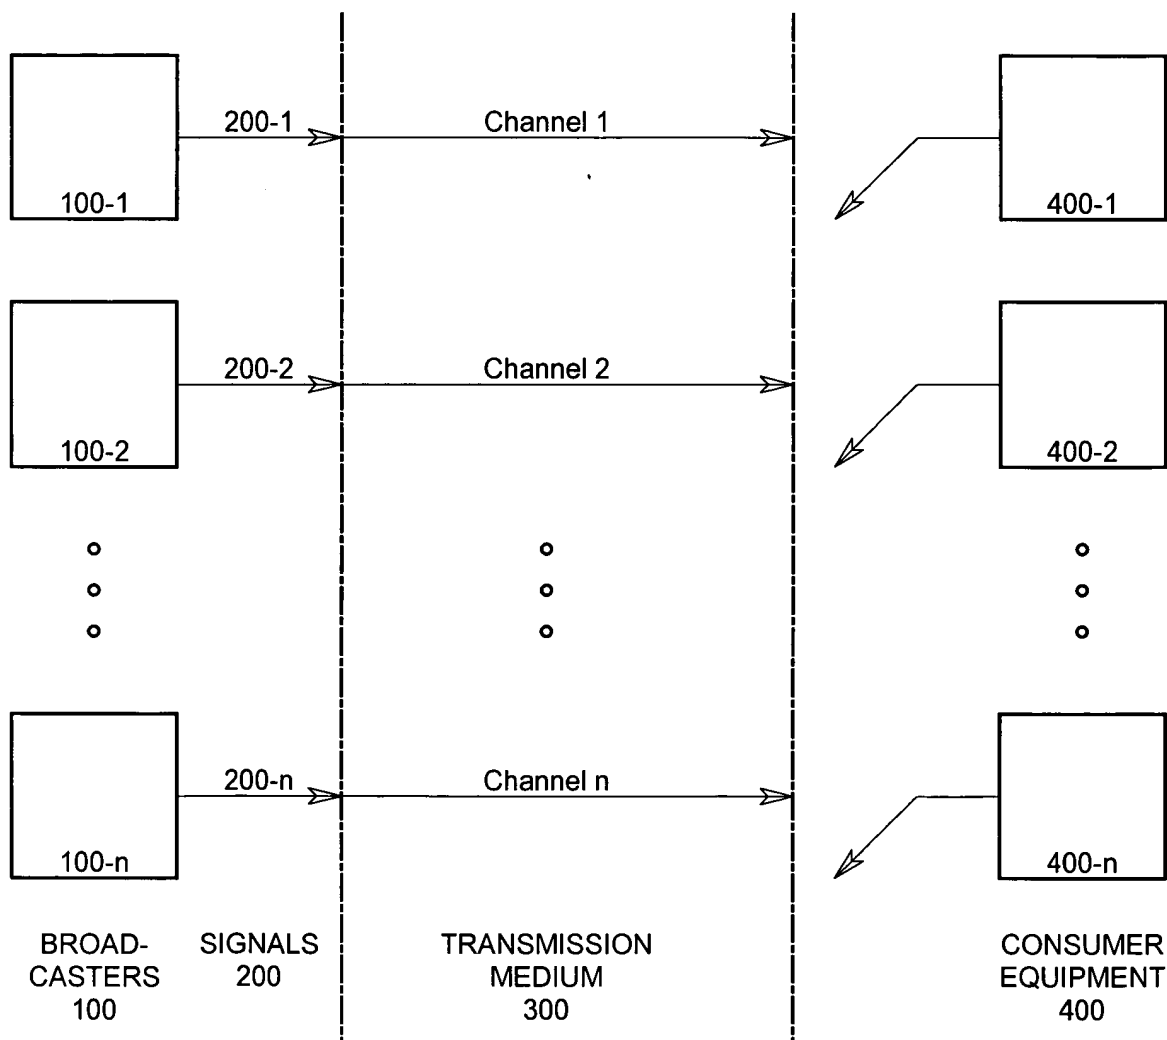 200-1
Channel 1
100-1
400-1
200-2
Channel 2
100-2
400-2
200-n
Channel n
100-n
400-n
BROAD-
CASTERS
100
SIGNALS
200
TRANSMISSION
MEDIUM
300
CONSUMER
EQUIPMENT
400